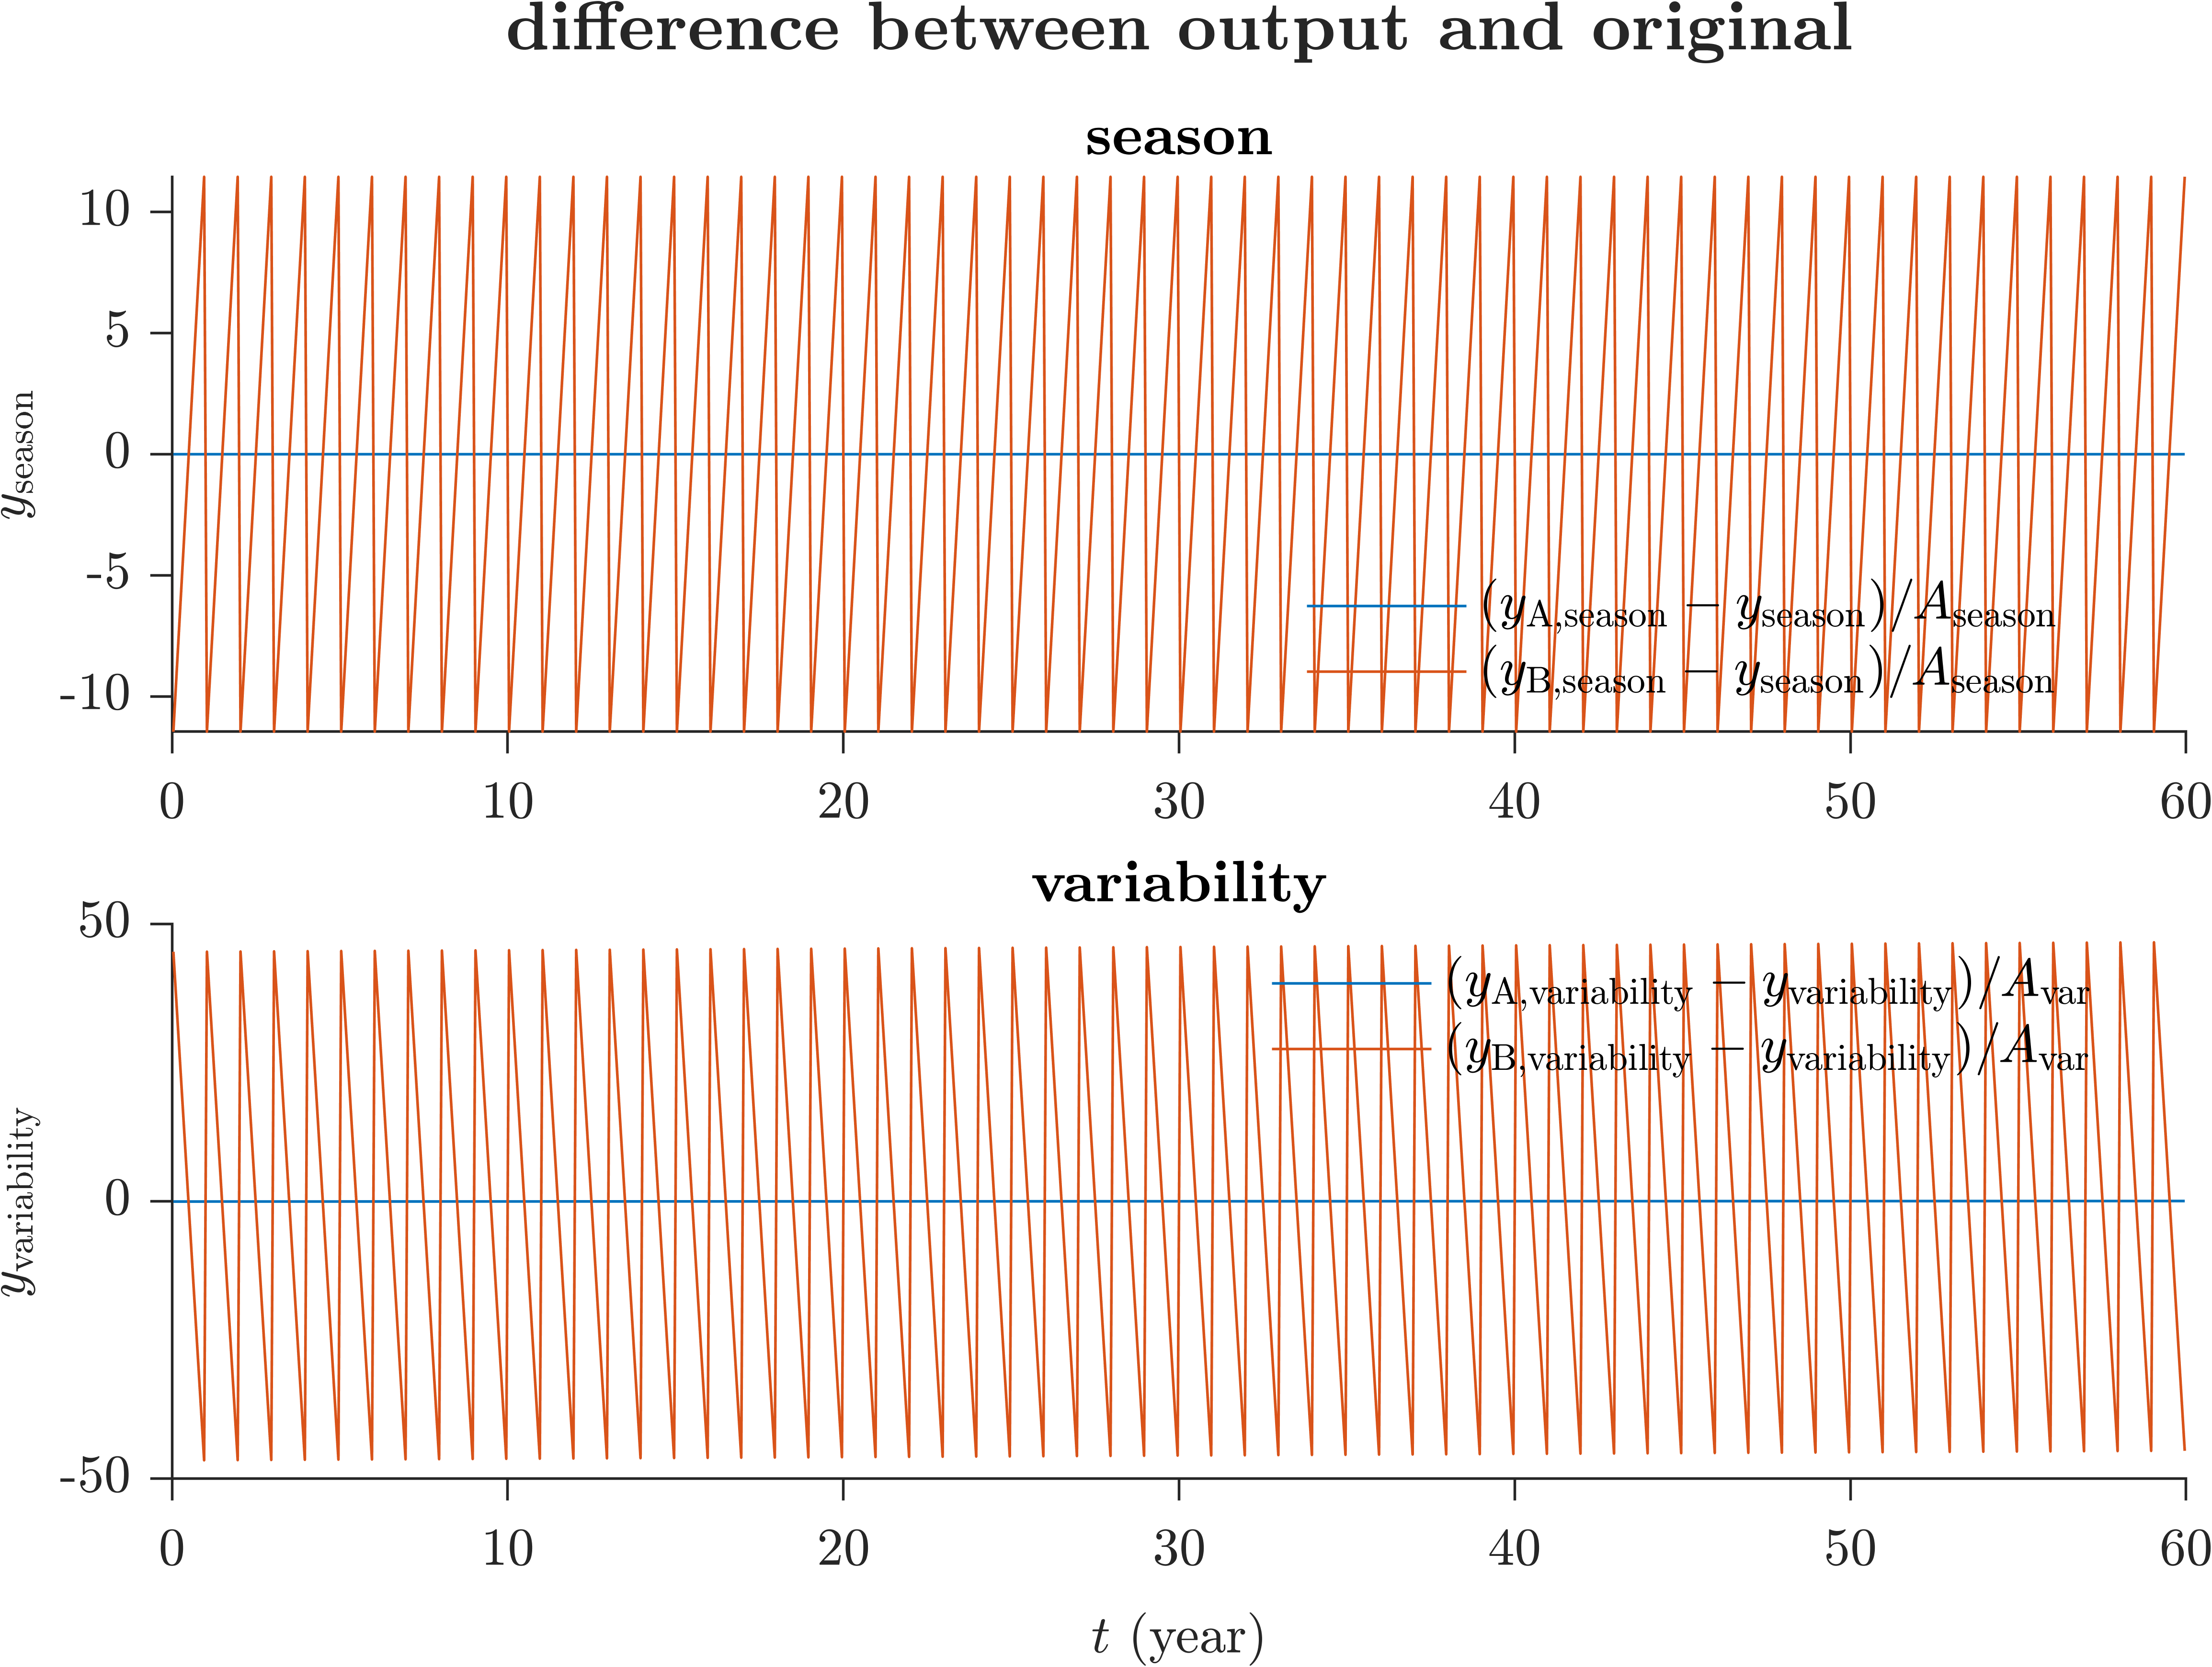 difference between output and original
season
10
5
0
-5
-10
y_season
(y_A,season − y_season)/A_season
(y_B,season − y_season)/A_season
0 10 20 30 40 50 60
variability
50
0
-50
y_variability
(y_A,variability − y_variability)/A_var
(y_B,variability − y_variability)/A_var
0 10 20 30 40 50 60
t (year)